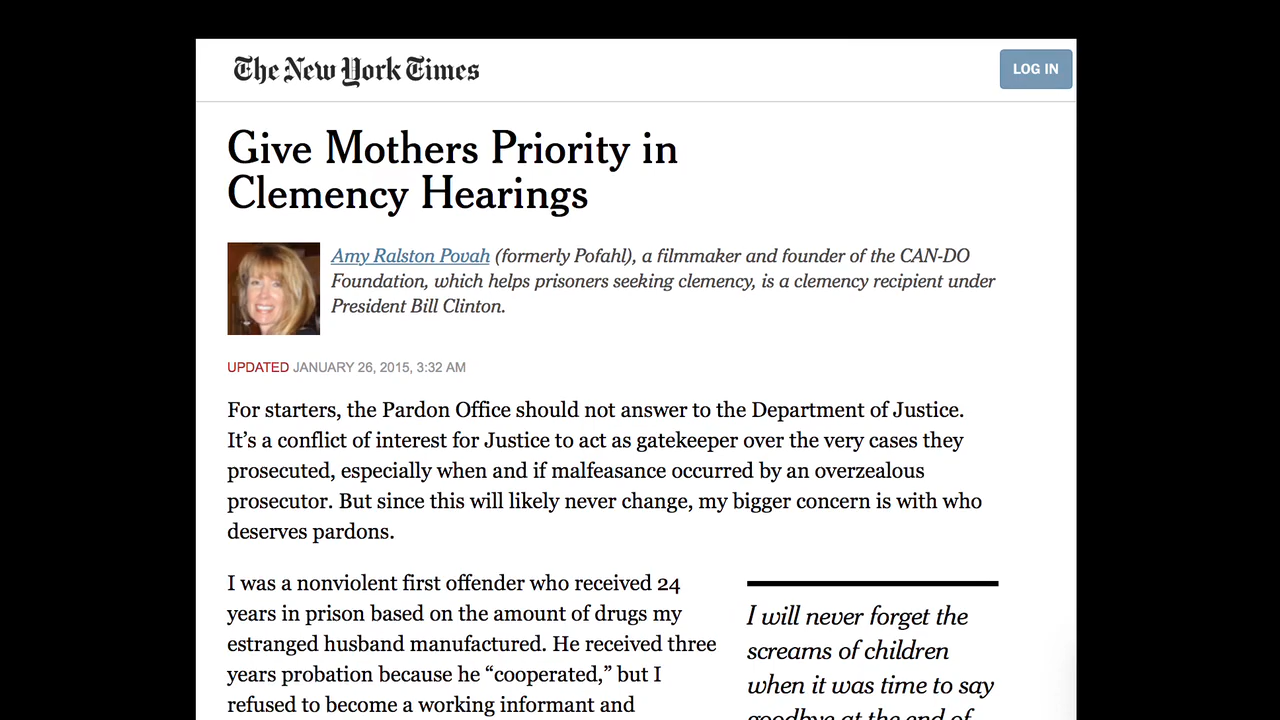 The New York Times
LOG IN
Give Mothers Priority in
Clemency Hearings
Amy Ralston Povah (formerly Pofahl), a filmmaker and founder of the CAN-DO
Foundation, which helps prisoners seeking clemency, is a clemency recipient under
President Bill Clinton.
UPDATED JANUARY 26, 2015, 3:32 AM
For starters, the Pardon Office should not answer to the Department of Justice.
It’s a conflict of interest for Justice to act as gatekeeper over the very cases they
prosecuted, especially when and if malfeasance occurred by an overzealous
prosecutor. But since this will likely never change, my bigger concern is with who
deserves pardons.
I was a nonviolent first offender who received 24
years in prison based on the amount of drugs my
estranged husband manufactured. He received three
years probation because he “cooperated,” but I
refused to become a working informant and
I will never forget the
screams of children
when it was time to say
goodbye at the end of